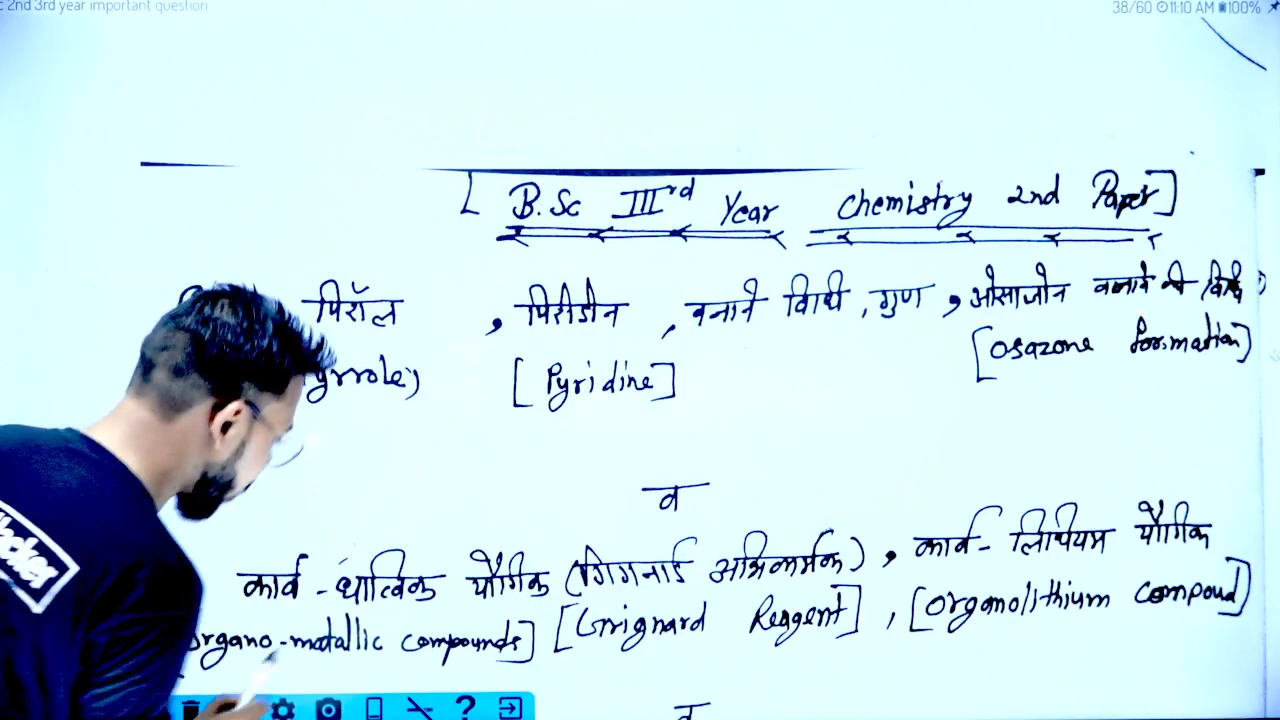 2nd 3rd year important question
38/60 11:10 AM 100%
[ B.Sc IIIrd Year Chemistry 2nd Paper]
पिरॉल , पिरीडीन , बनाने विधि , गुण , ओसाजोन बनाने की विधि
yrrole) [ Pyridine ] [Osazone formation]
व
कार्ब - धात्विक यौगिक (ग्रिगनार्ड अभिकर्मक) , कार्ब - लिथियम यौगिक
organo-metallic compounds] [Grignard Reagent] , [organolithium compound]
व